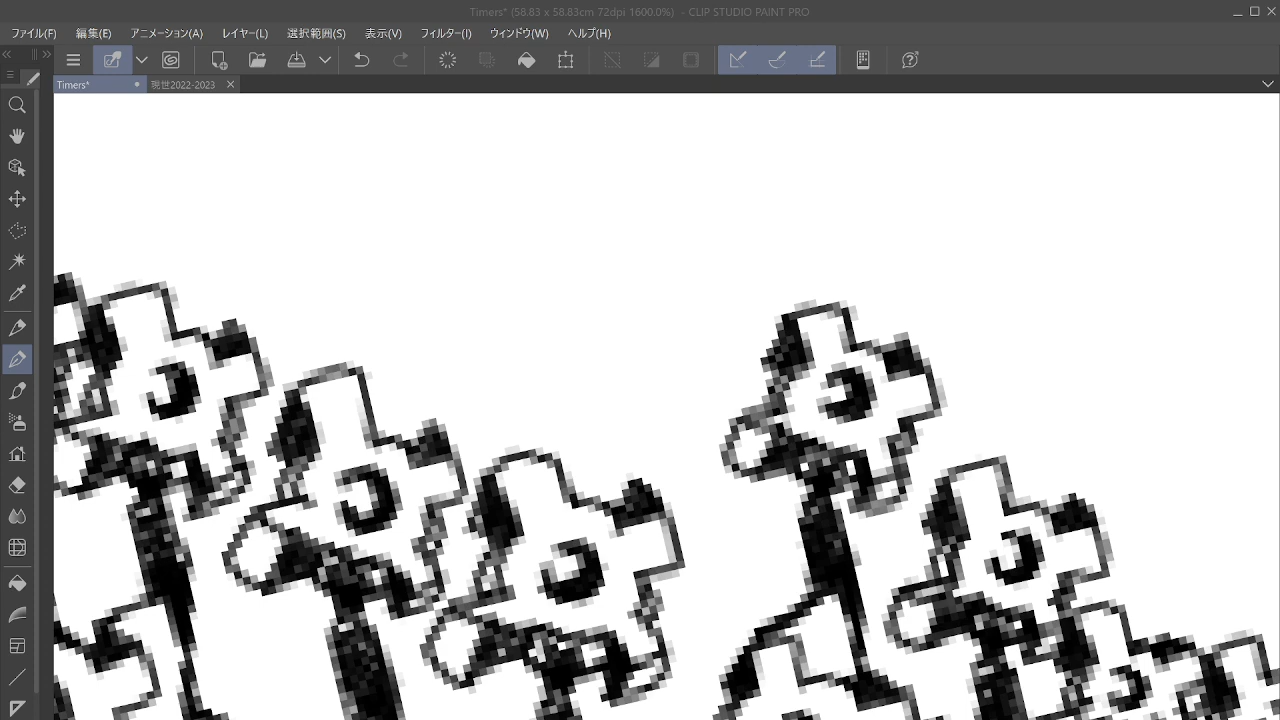 Timers* (58.83 x 58.83cm 72dpi 1600.0%) - CLIP STUDIO PAINT PRO
ファイル(F) 編集(E) アニメーション(A) レイヤー(L) 選択範囲(S) 表示(V) フィルター(I) ウィンドウ(W) ヘルプ(H)
Timers* 現世2022-2023